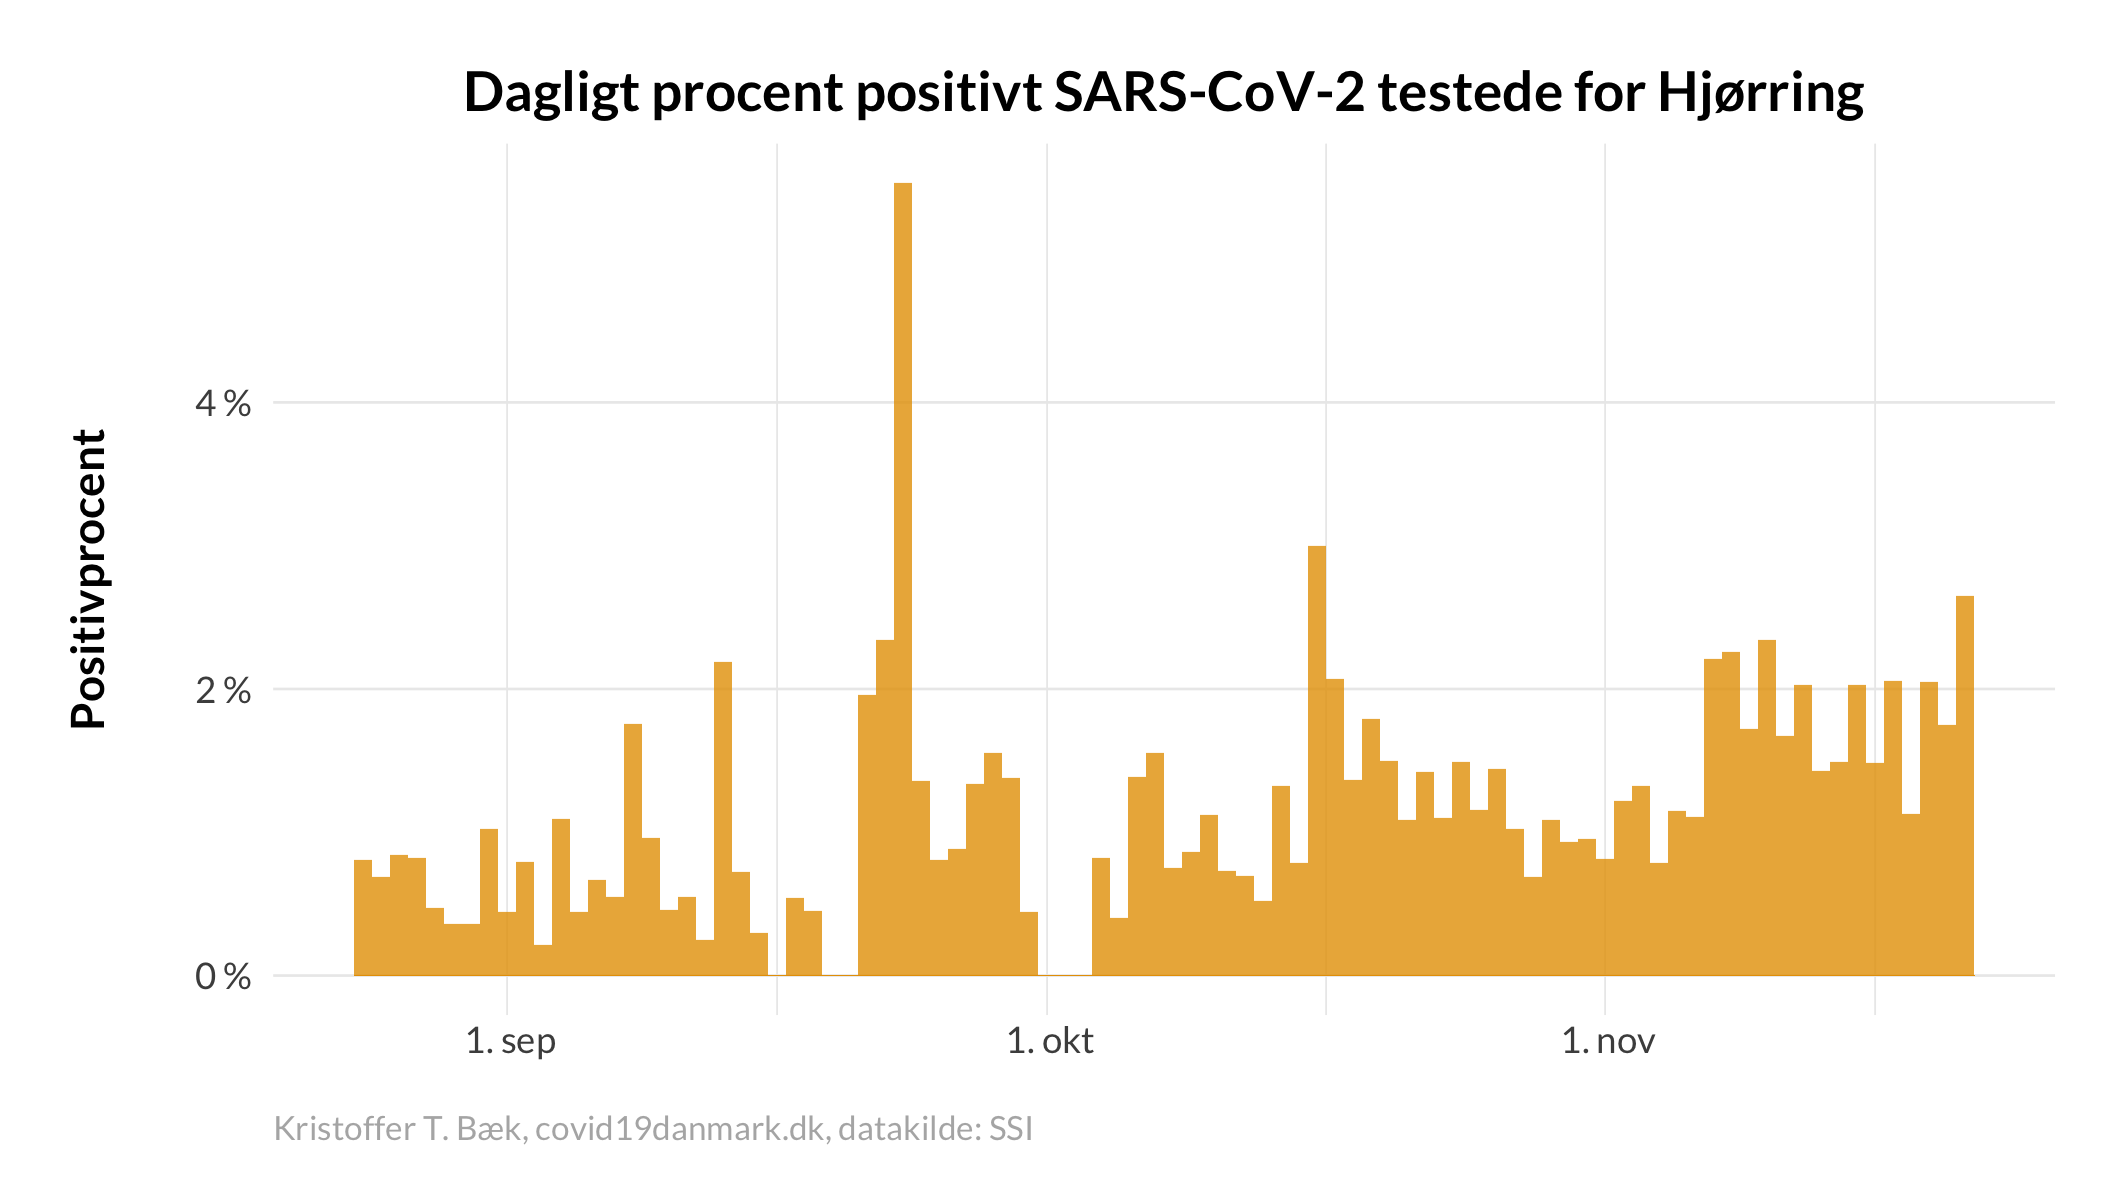 Dagligt procent positivt SARS-CoV-2 testede for Hjørring
Positivprocent
4 %
2 %
0 %
1. sep
1. okt
1. nov
Kristoffer T. Bæk, covid19danmark.dk, datakilde: SSI